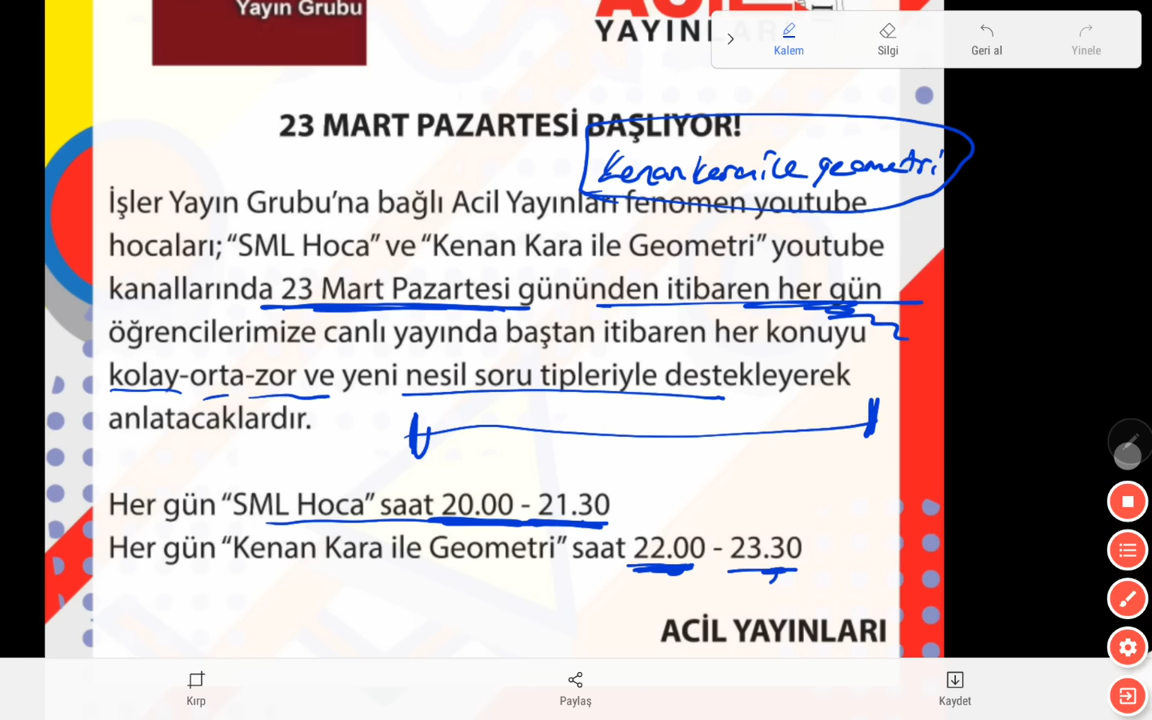 Yayın Grubu
ACİL
YAYINLAR
Kalem
Silgi
Geri al
Yinele
23 MART PAZARTESİ BAŞLIYOR!
Kenan Kara ile geometri
İşler Yayın Grubu’na bağlı Acil Yayınları fenomen youtube
hocaları; “SML Hoca” ve “Kenan Kara ile Geometri” youtube
kanallarında 23 Mart Pazartesi gününden itibaren her gün
öğrencilerimize canlı yayında baştan itibaren her konuyu
kolay-orta-zor ve yeni nesil soru tipleriyle destekleyerek
anlatacaklardır.
Her gün “SML Hoca” saat 20.00 - 21.30
Her gün “Kenan Kara ile Geometri” saat 22.00 - 23.30
ACİL YAYINLARI
Kırp
Paylaş
Kaydet